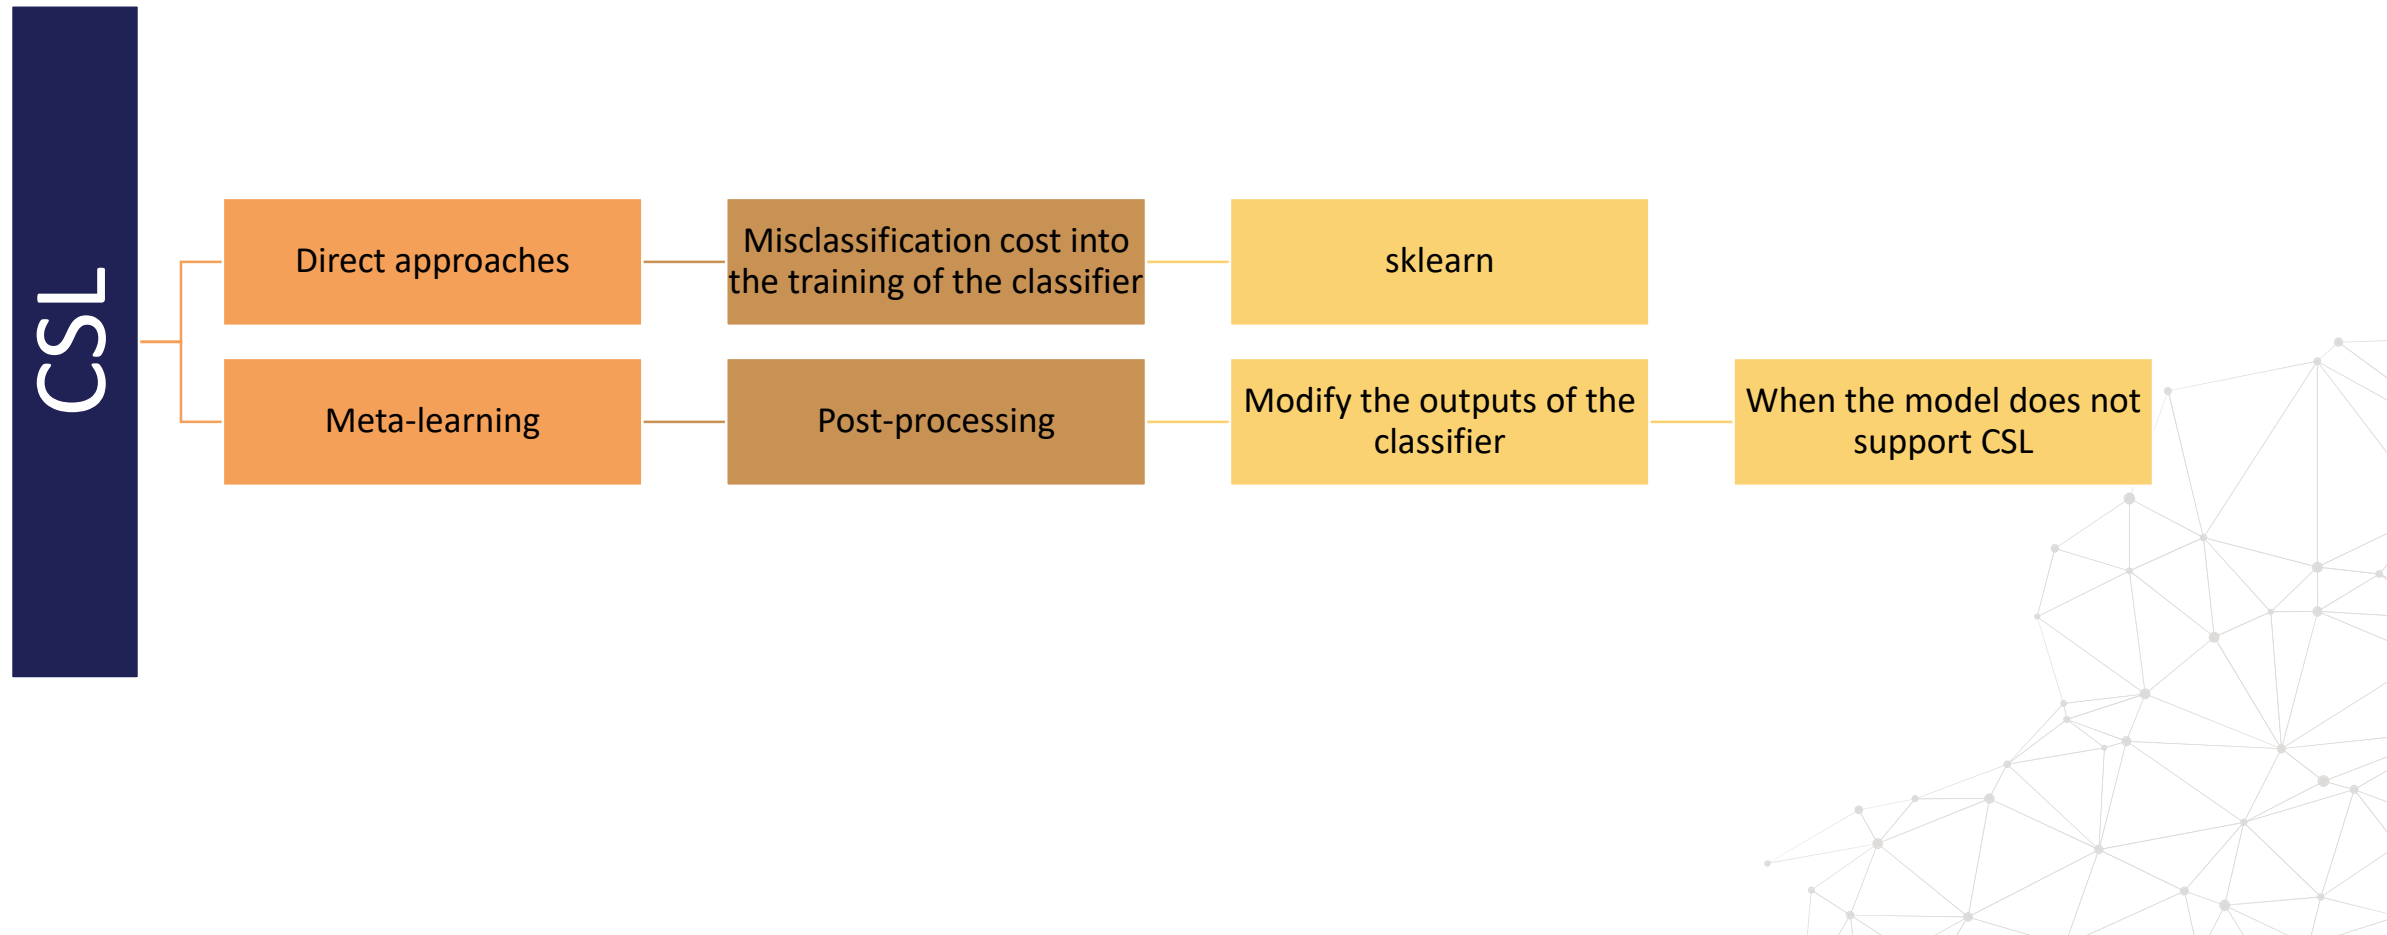 CSL
Direct approaches
Misclassification cost into
the training of the classifier
sklearn
Meta-learning
Post-processing
Modify the outputs of the
classifier
When the model does not
support CSL